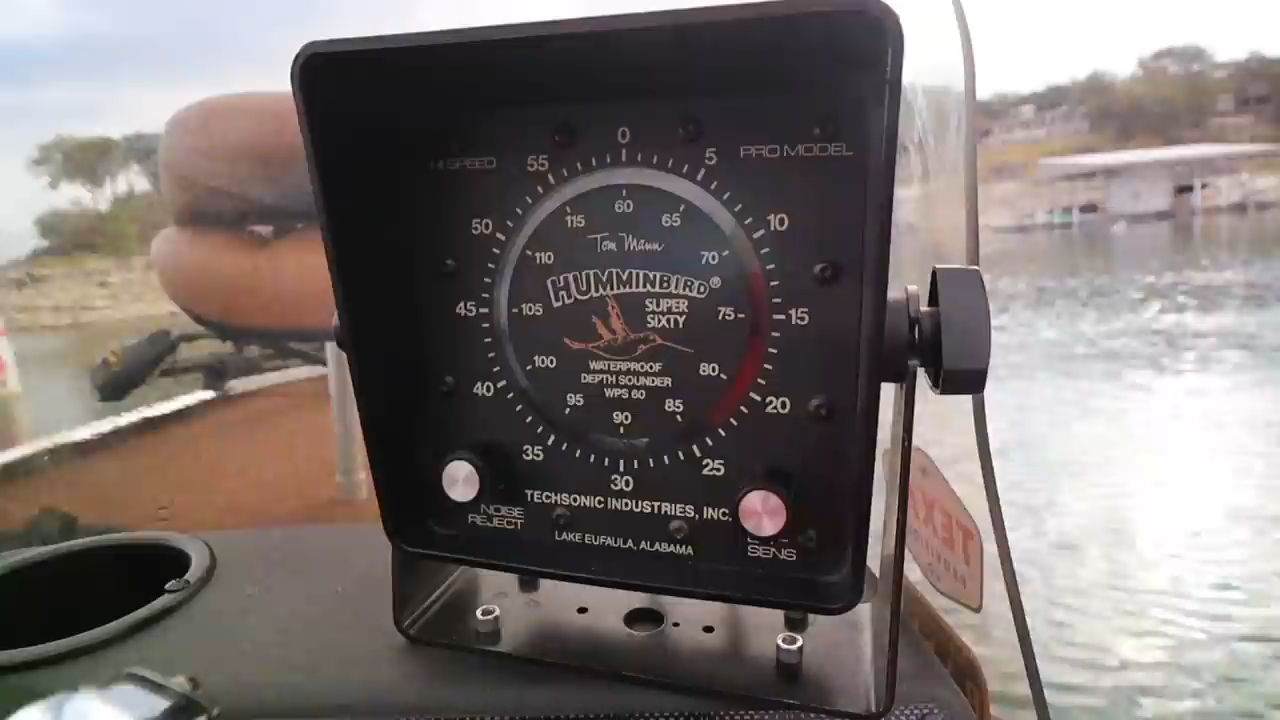 HI SPEED
PRO MODEL
0
5
10
15
20
25
30
35
40
45
50
55
60
65
70
75
80
85
90
95
100
105
110
115
Tom Mann
HUMMINBIRD®
SUPER
SIXTY
WATERPROOF
DEPTH SOUNDER
WPS 60
NOISE
REJECT
TECHSONIC INDUSTRIES, INC.
LAKE EUFAULA, ALABAMA
SENS